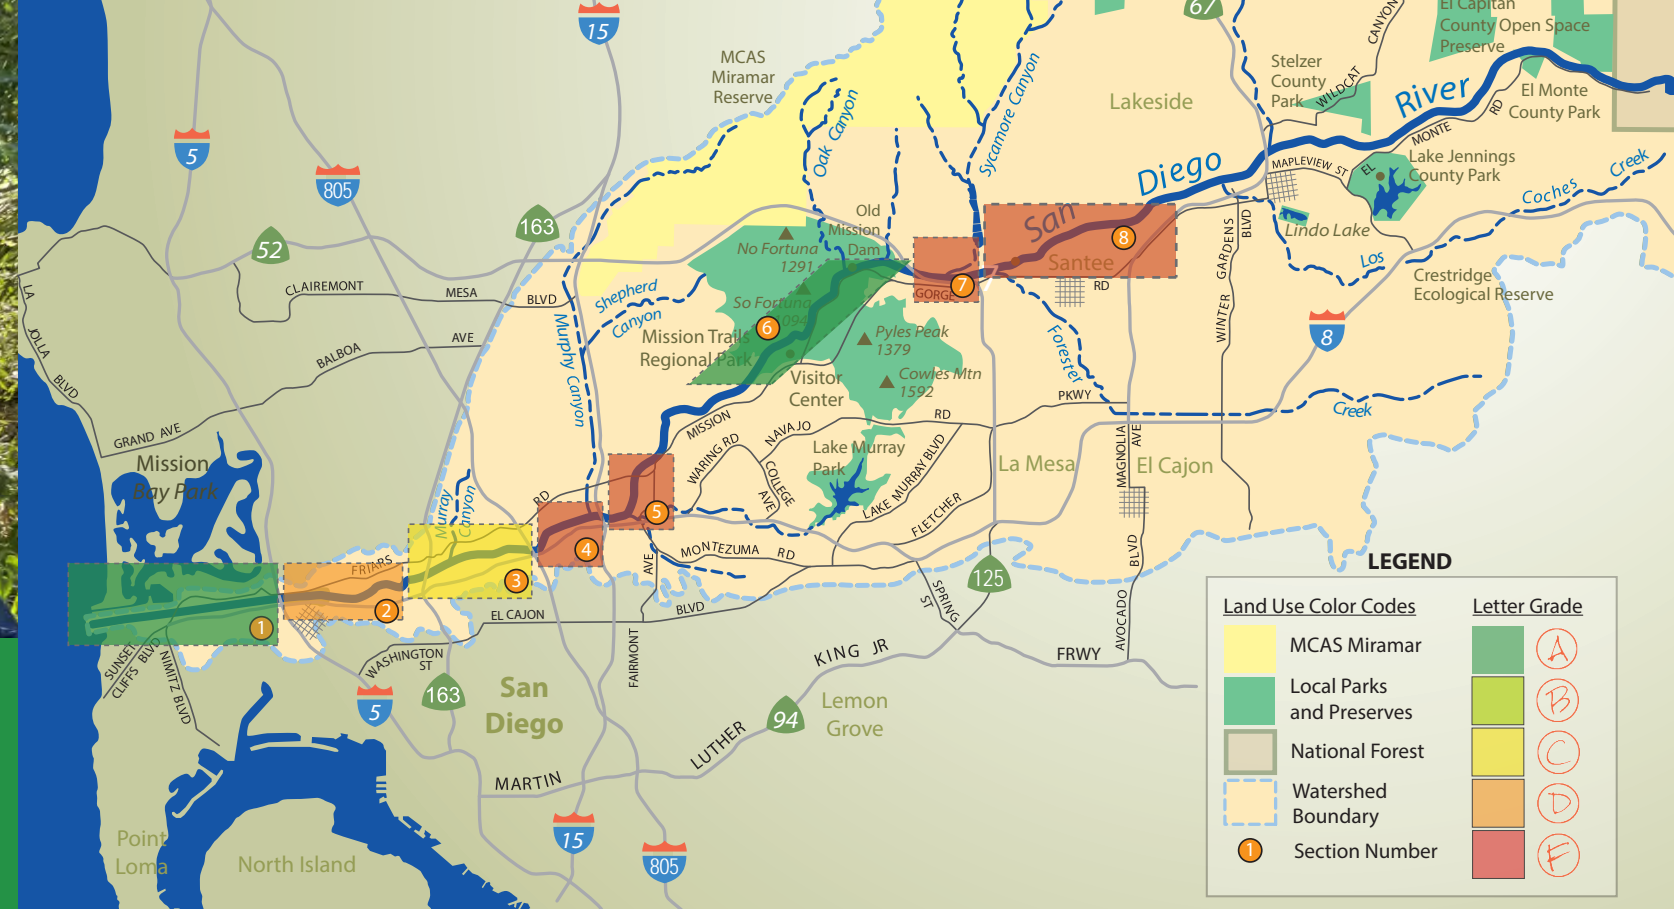 El Capitan
County Open Space
Preserve
67
15
5
805
163
52
MCAS
Miramar
Reserve
Lakeside
Stelzer
County
Park
WILDCAT
CANYON
River
El Monte
County Park
EL
MONTE
RD
MAPLEVIEW ST
Lake Jennings
County Park
Coches
Creek
Los
Lindo Lake
Crestridge
Ecological Reserve
Oak Canyon
Sycamore Canyon
San
Diego
Santee
8
7
GORGE
RD
Old
Mission
Dam
No Fortuna
1291
So Fortuna
1094
6
Mission Trails
Regional Park
Visitor
Center
Pyles Peak
1379
Cowles Mtn
1592
Shepherd
Canyon
Murphy Canyon
Forester
Creek
WINTER GARDENS
BLVD
8
LA
JOLLA
BLVD
CLAIREMONT
MESA
BLVD
BALBOA
AVE
GRAND AVE
Mission
Bay Park
Murray
Canyon
RD
FRIARS
MISSION
WARING RD
NAVAJO
RD
COLLEGE
AVE
Lake Murray
Park
LAKE MURRAY BLVD
FLETCHER
PKWY
La Mesa
El Cajon
MAGNOLIA
AVE
1
2
3
4
5
MONTEZUMA RD
AVE
FAIRMONT
EL CAJON
BLVD
WASHINGTON
ST
SUNSET
CLIFFS BLVD
NIMITZ BLVD
5
163
San
Diego
SPRING
ST
125
AVOCADO
BLVD
MARTIN
LUTHER
KING JR
FRWY
94
Lemon
Grove
15
805
Point
Loma
North Island
LEGEND
Land Use Color Codes
MCAS Miramar
Local Parks
and Preserves
National Forest
Watershed
Boundary
1 Section Number
Letter Grade
A
B
C
D
F